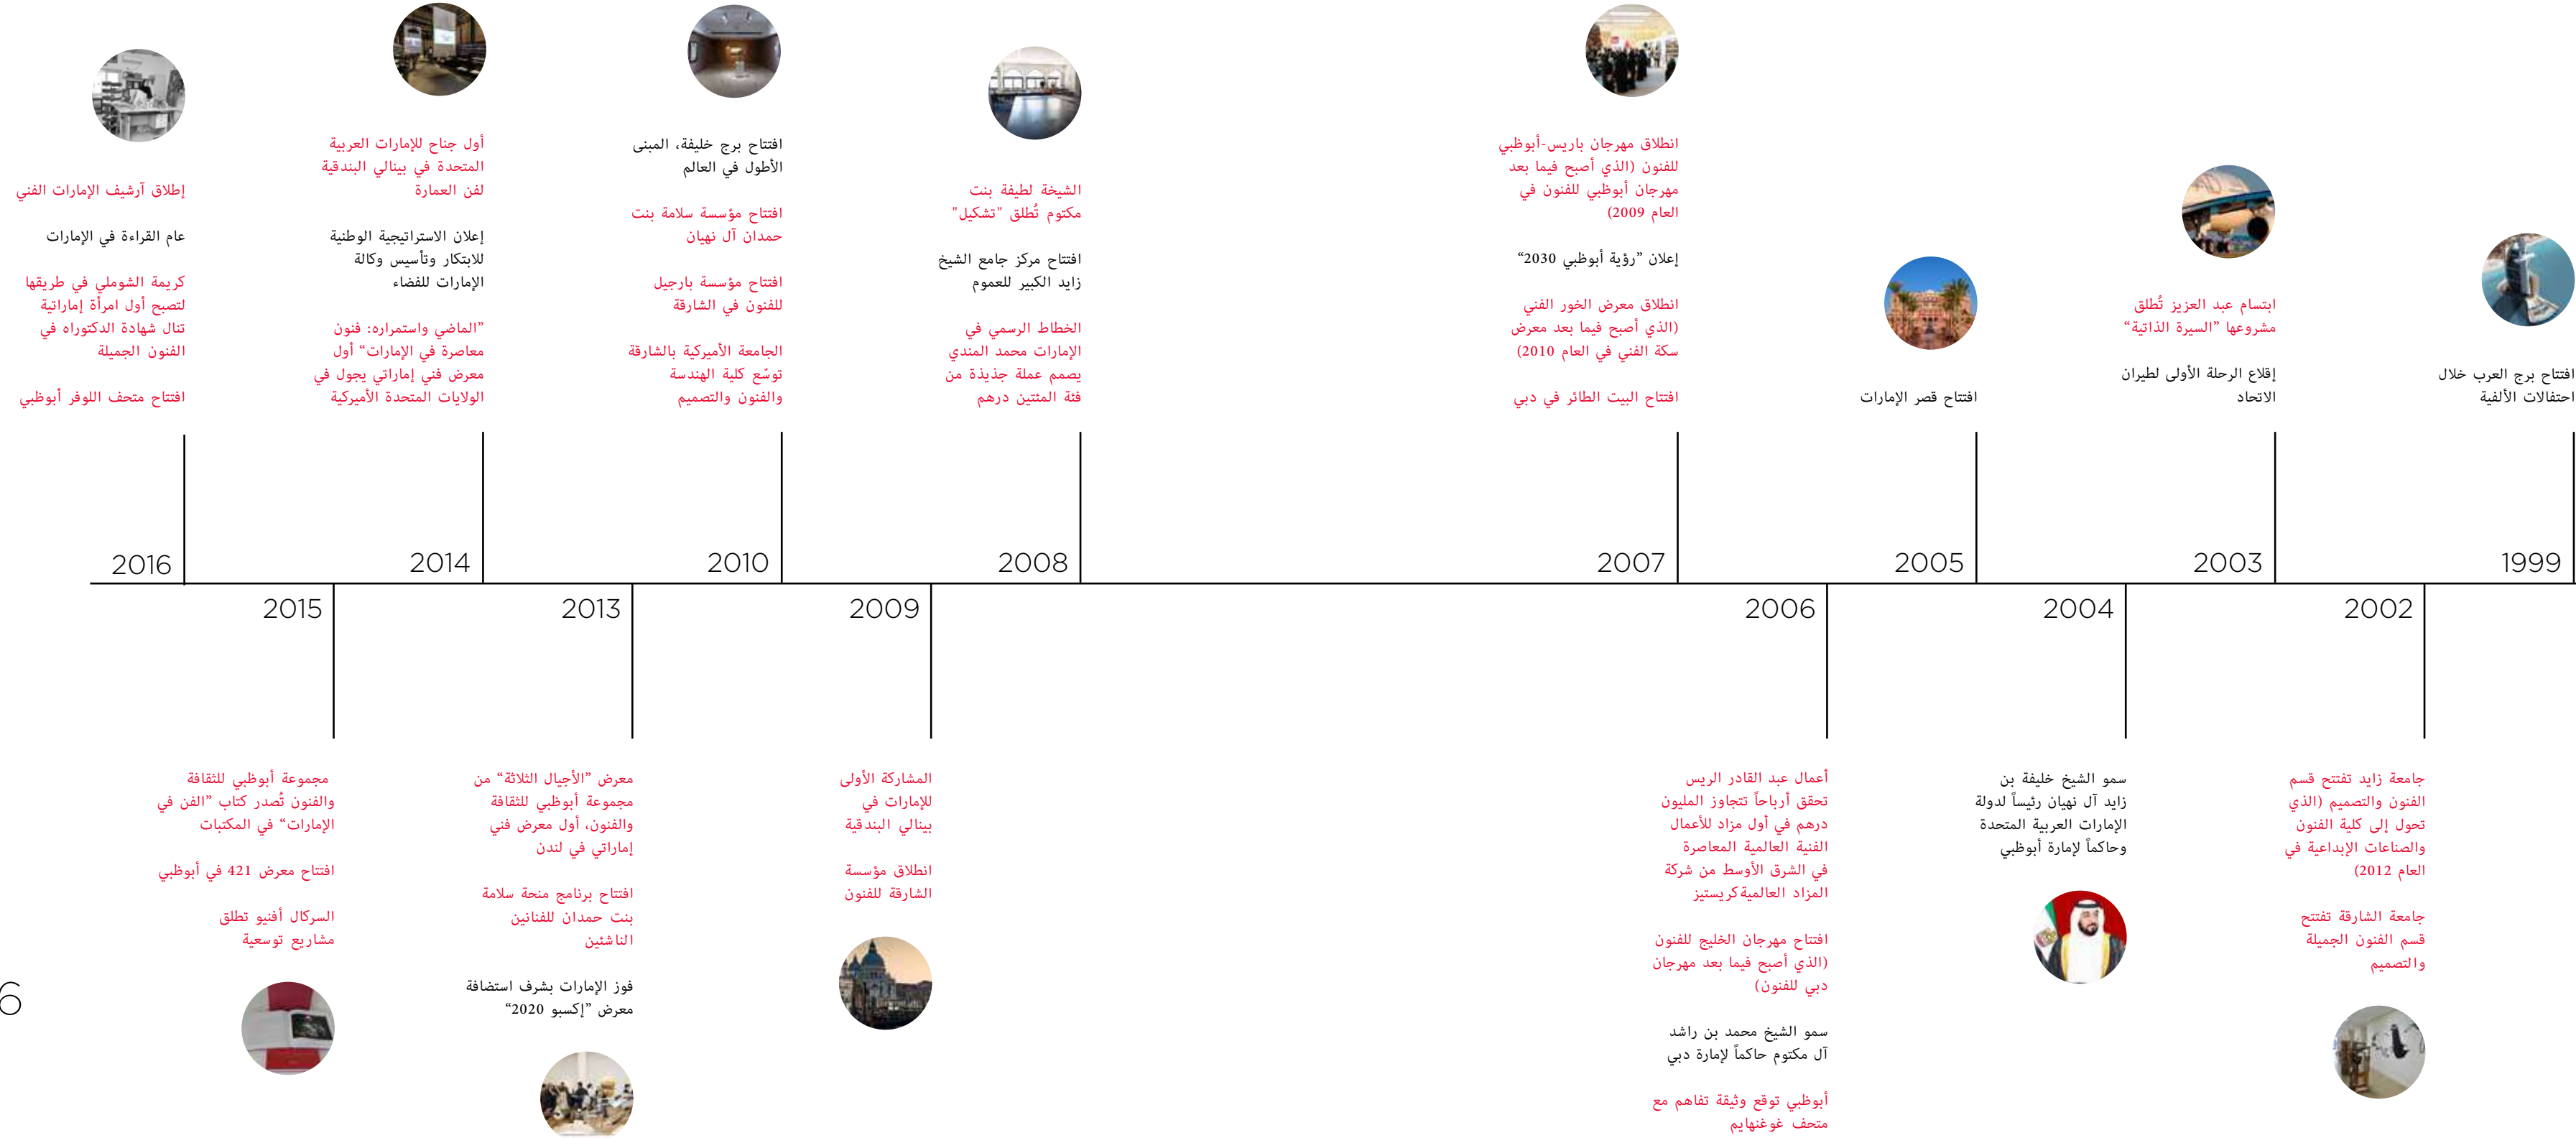 1999
افتتاح برج العرب خلال
احتفالات الألفية
2002
جامعة زايد تفتتح قسم
الفنون والتصميم (الذي
تحول إلى كلية الفنون
والصناعات الإبداعية في
العام 2012)
جامعة الشارقة تفتتح
قسم الفنون الجميلة
والتصميم
2003
ابتسام عبد العزيز تُطلق
مشروعها ”السيرة الذاتية“
إقلاع الرحلة الأولى لطيران
الاتحاد
2004
سمو الشيخ خليفة بن
زايد آل نهيان رئيساً لدولة
الإمارات العربية المتحدة
وحاكماً لإمارة أبوظبي
2005
افتتاح قصر الإمارات
2006
أعمال عبد القادر الريس
تحقق أرباحاً تتجاوز المليون
درهم في أول مزاد للأعمال
الفنية العالمية المعاصرة
في الشرق الأوسط من شركة
المزاد العالمية كريستيز
افتتاح مهرجان الخليج للفنون
(الذي أصبح فيما بعد مهرجان
دبي للفنون)
سمو الشيخ محمد بن راشد
آل مكتوم حاكماً لإمارة دبي
أبوظبي توقع وثيقة تفاهم مع
متحف غوغنهايم
2007
انطلاق مهرجان باريس-أبوظبي
للفنون (الذي أصبح فيما بعد
مهرجان أبوظبي للفنون في
العام 2009)
إعلان ”رؤية أبوظبي 2030“
انطلاق معرض الخور الفني
(الذي أصبح فيما بعد معرض
سكة الفني في العام 2010)
افتتاح البيت الطائر في دبي
2008
الشيخة لطيفة بنت
مكتوم تُطلق "تشكيل"
افتتاح مركز جامع الشيخ
زايد الكبير للعموم
الخطاط الرسمي في
الإمارات محمد المندي
يصمم عملة جذيذة من
فئة المئتين درهم
2009
المشاركة الأولى
للإمارات في
بينالي البندقية
انطلاق مؤسسة
الشارقة للفنون
2010
افتتاح برج خليفة، المبنى
الأطول في العالم
افتتاح مؤسسة سلامة بنت
حمدان آل نهيان
افتتاح مؤسسة بارجيل
للفنون في الشارقة
الجامعة الأميركية بالشارقة
توسّع كلية الهندسة
والفنون والتصميم
2013
معرض ”الأجيال الثلاثة“ من
مجموعة أبوظبي للثقافة
والفنون، أول معرض فني
إماراتي في لندن
افتتاح برنامج منحة سلامة
بنت حمدان للفنانين
الناشئين
فوز الإمارات بشرف استضافة
معرض ”إكسبو 2020“
2014
أول جناح للإمارات العربية
المتحدة في بينالي البندقية
لفن العمارة
إعلان الاستراتيجية الوطنية
للابتكار وتأسيس وكالة
الإمارات للفضاء
”الماضي واستمراره: فنون
معاصرة في الإمارات“ أول
معرض فني إماراتي يجول في
الولايات المتحدة الأميركية
2015
مجموعة أبوظبي للثقافة
والفنون تُصدر كتاب ”الفن في
الإمارات“ في المكتبات
افتتاح معرض 421 في أبوظبي
السركال أفنيو تطلق
مشاريع توسعية
2016
إطلاق آرشيف الإمارات الفني
عام القراءة في الإمارات
كريمة الشوملي في طريقها
لتصبح أول امرأة إماراتية
تنال شهادة الدكتوراه في
الفنون الجميلة
افتتاح متحف اللوفر أبوظبي
6